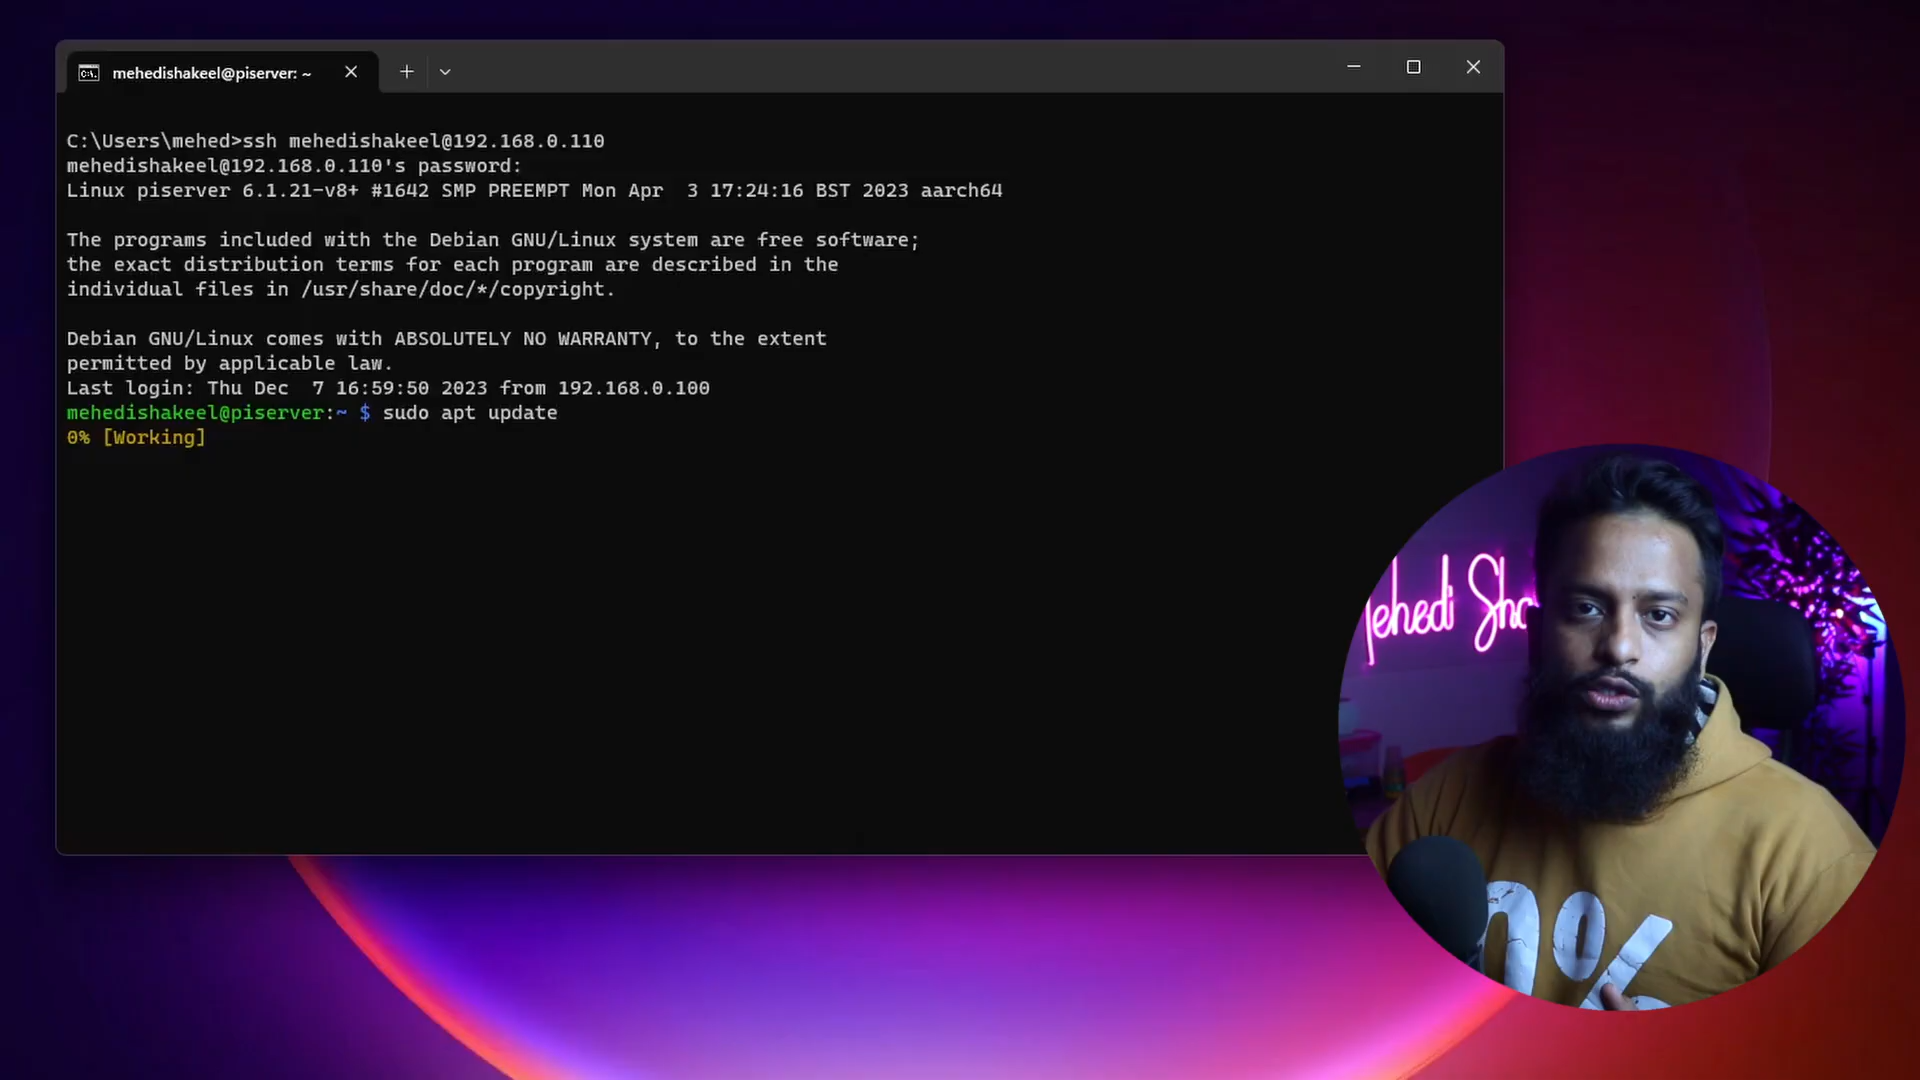 mehedishakeel@piserver: ~
C:\Users\mehed>ssh mehedishakeel@192.168.0.110
mehedishakeel@192.168.0.110's password:
Linux piserver 6.1.21-v8+ #1642 SMP PREEMPT Mon Apr  3 17:24:16 BST 2023 aarch64
The programs included with the Debian GNU/Linux system are free software;
the exact distribution terms for each program are described in the
individual files in /usr/share/doc/*/copyright.
Debian GNU/Linux comes with ABSOLUTELY NO WARRANTY, to the extent
permitted by applicable law.
Last login: Thu Dec  7 16:59:50 2023 from 192.168.0.100
mehedishakeel@piserver:~ $ sudo apt update
0% [Working]
ehedi Sha
0%